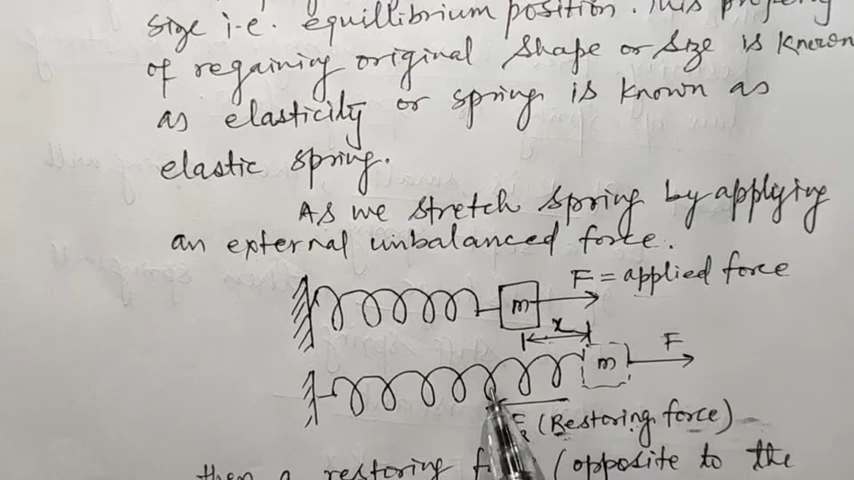 size i.e. equillibrium position. This property
of regaining original shape or size is known
as elasticity or spring is known as
elastic spring.
As we stretch spring by applying
an external unbalanced force.
F = applied force
m
x
F
m
(Restoring force)
then a restoring (opposite to the